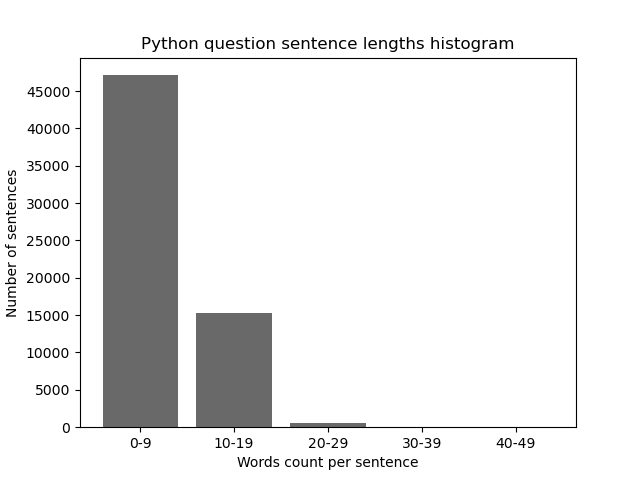 Python question sentence lengths histogram
Number of sentences
45000
40000
35000
30000
25000
20000
15000
10000
5000
0
0-9 10-19 20-29 30-39 40-49
Words count per sentence